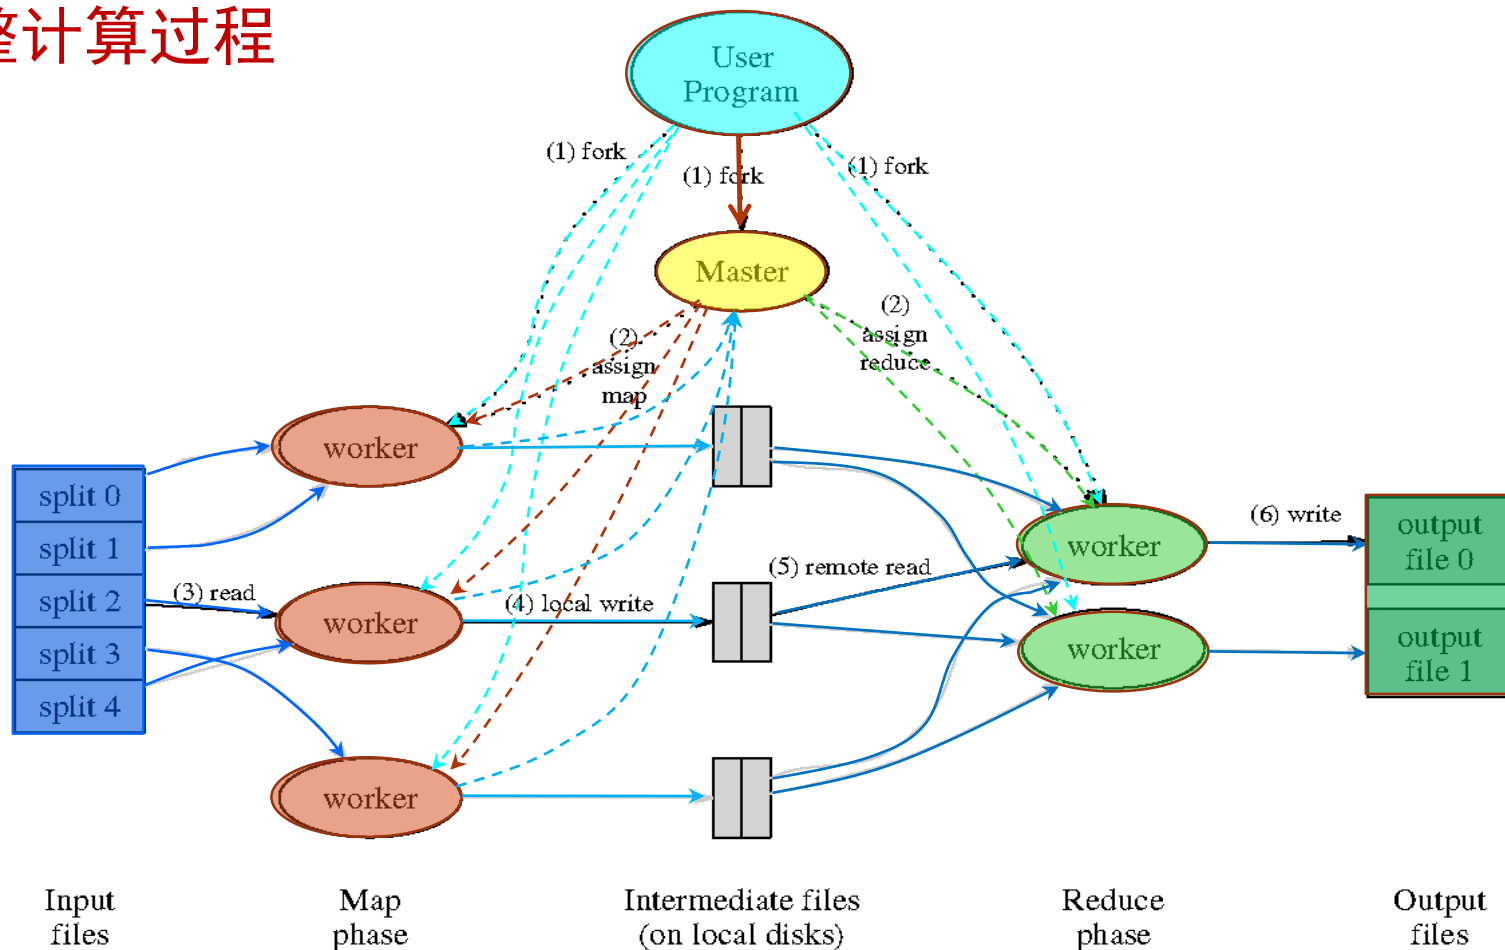 整计算过程
User
Program
(1) fork
(1) fork
(1) fork
Master
(2)
assign
map
(2)
assign
reduce
worker
split 0
split 1
split 2
split 3
split 4
(3) read
worker
(4) local write
worker
(5) remote read
worker
worker
(6) write
output
file 0
output
file 1
Input
files
Map
phase
Intermediate files
(on local disks)
Reduce
phase
Output
files